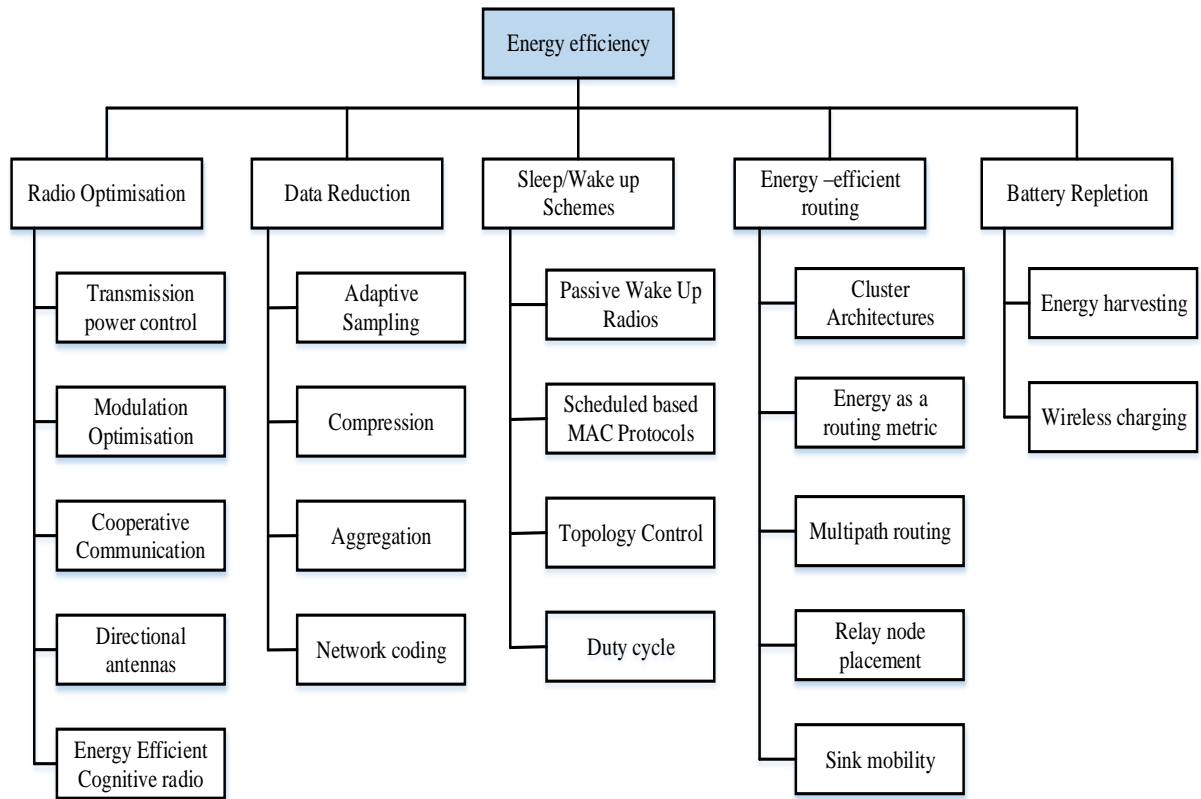 Energy efficiency
Radio Optimisation
Data Reduction
Sleep/Wake up
Schemes
Energy –efficient
routing
Battery Repletion
Transmission
power control
Modulation
Optimisation
Cooperative
Communication
Directional
antennas
Energy Efficient
Cognitive radio
Adaptive
Sampling
Compression
Aggregation
Network coding
Passive Wake Up
Radios
Scheduled based
MAC Protocols
Topology Control
Duty cycle
Cluster
Architectures
Energy as a
routing metric
Multipath routing
Relay node
placement
Sink mobility
Energy harvesting
Wireless charging